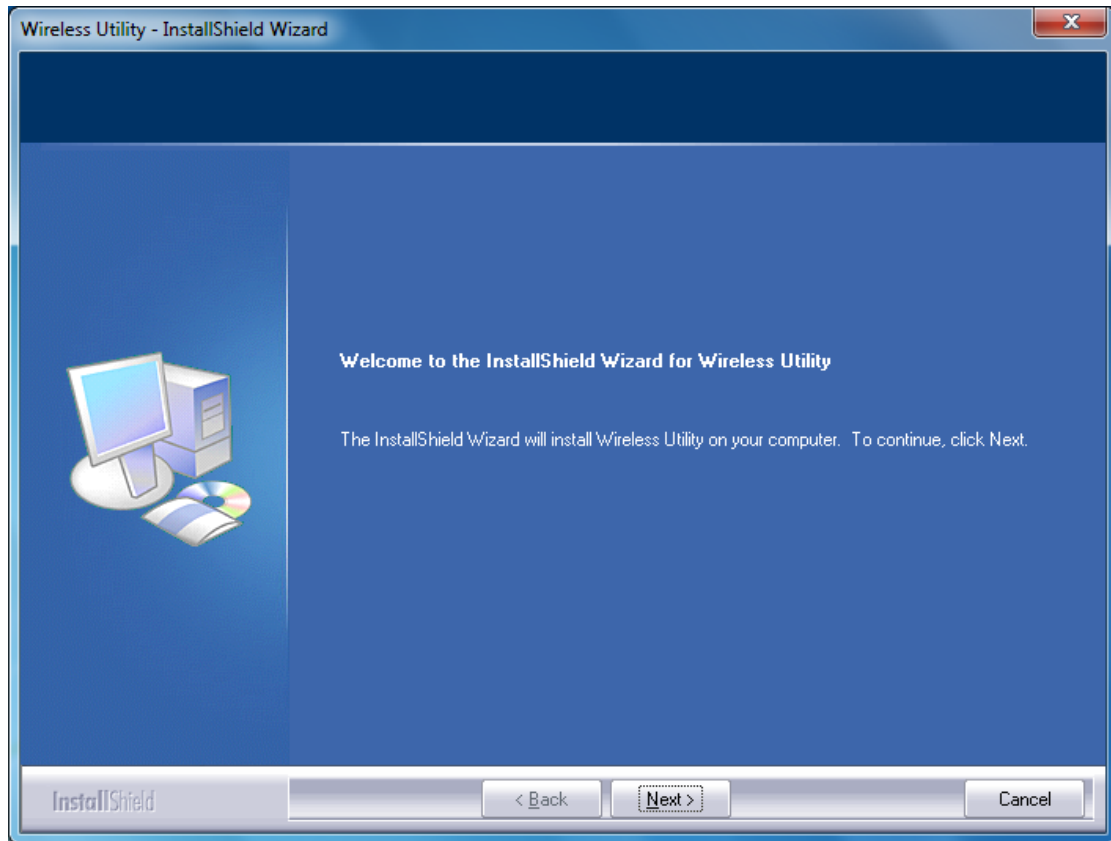 Wireless Utility - InstallShield Wizard
Welcome to the InstallShield Wizard for Wireless Utility
The InstallShield Wizard will install Wireless Utility on your computer. To continue, click Next.
InstallShield
< Back
Next >
Cancel